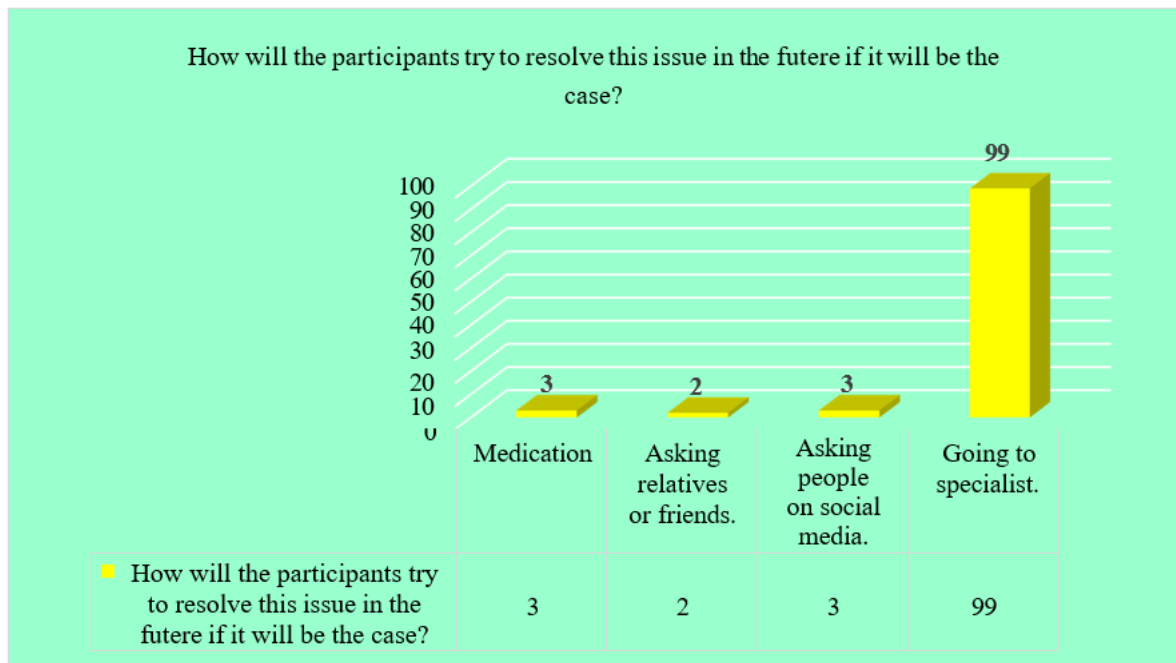 How will the participants try to resolve this issue in the futere if it will be the
case?
99
100
90
80
70
60
50
40
30
20
10
0
3
2
3
Medication
Asking
relatives
or friends.
Asking
people
on social
media.
Going to
specialist.
How will the participants try
to resolve this issue in the
futere if it will be the case?
3
2
3
99